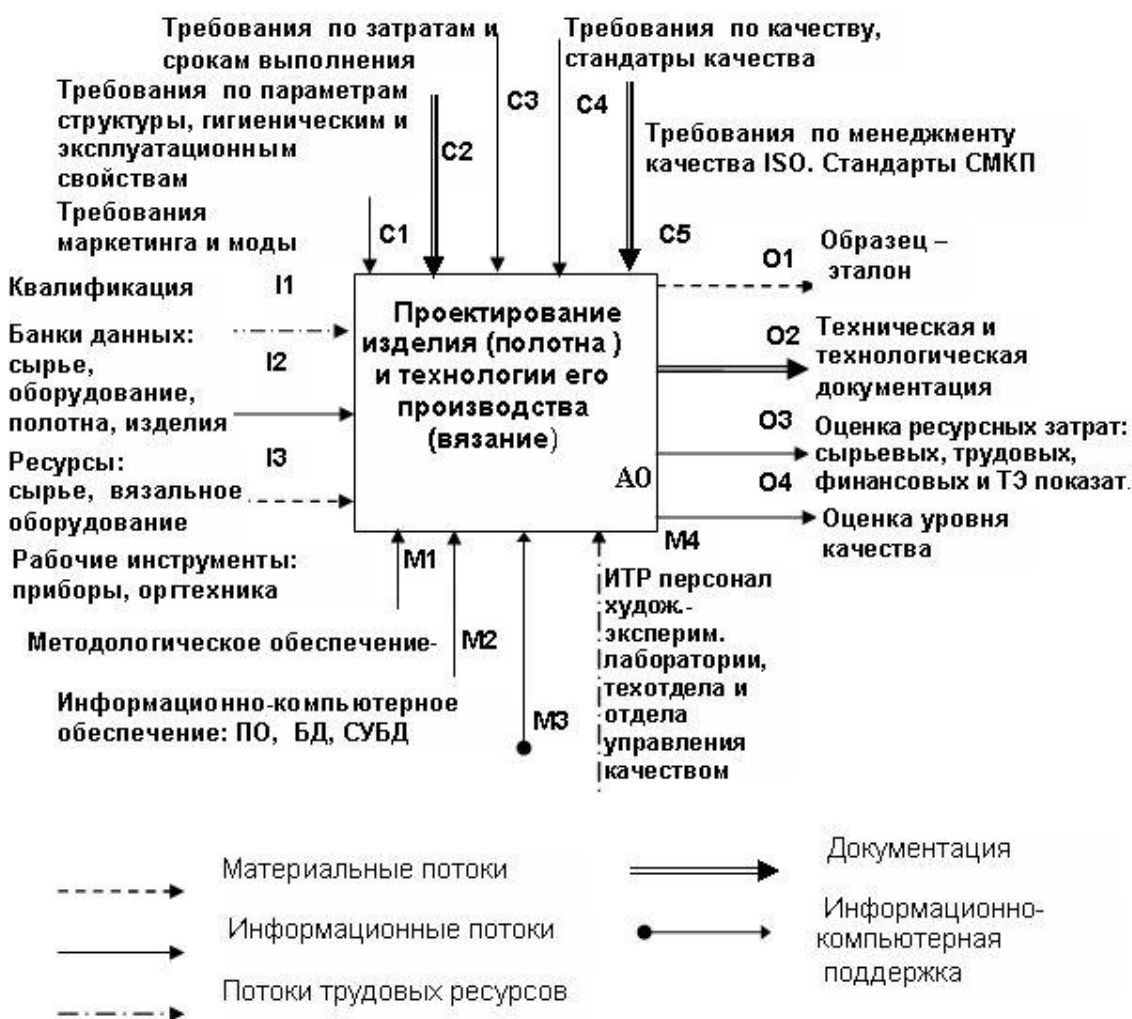 Требования по затратам и
срокам выполнения
Требования по качеству,
стандатры качества
Требования по параметрам
структуры, гигиеническим и
эксплуатационным
свойствам
C3
C4
C2
Требования по менеджменту
качества ISO. Стандарты СМКП
Требования
маркетинга и моды
C1
C5
Квалификация
I1
Банки данных:
сырье,
оборудование,
полотна, изделия
I2
Ресурсы:
сырье, вязальное
оборудование
I3
Проектирование
изделия (полотна )
и технологии его
производства
(вязание)
А0
O1
Образец –
эталон
O2
Техническая и
технологическая
документация
O3
Оценка ресурсных затрат:
сырьевых, трудовых,
финансовых и ТЭ показат.
O4
Оценка уровня
качества
Рабочие инструменты:
приборы, оргтехника
M1
Методологическое обеспечение-
M2
Информационно-компьютерное
обеспечение: ПО, БД, СУБД
M3
M4
ИТР персонал
худож.-
эксперим.
лаборатории,
техотдела и
отдела
управления
качеством
Материальные потоки
Информационные потоки
Потоки трудовых ресурсов
Документация
Информационно-
компьютерная
поддержка